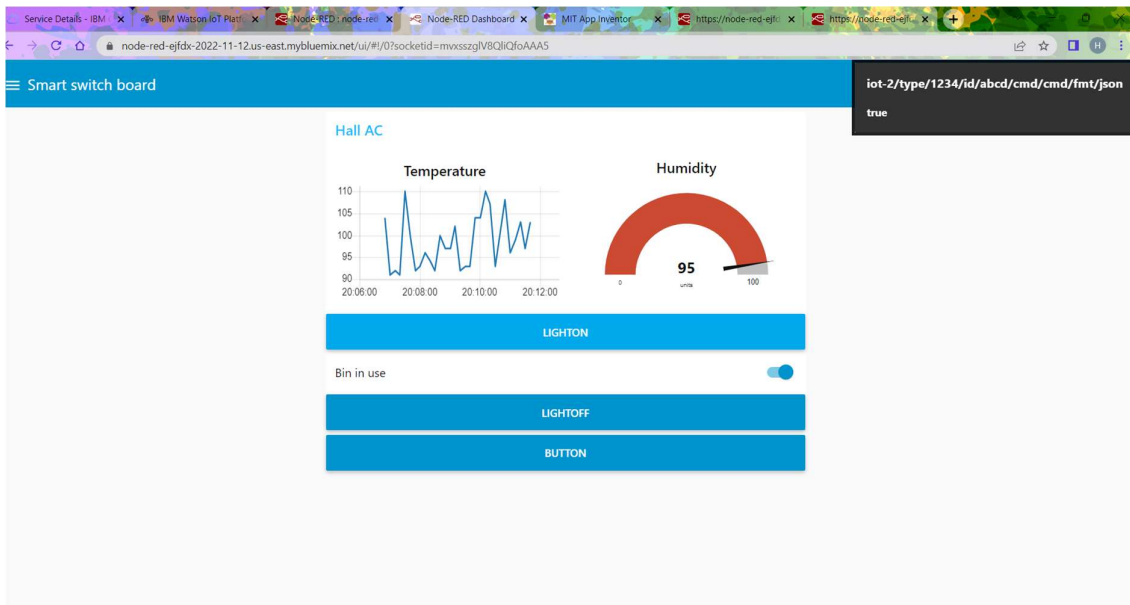 Service Details - IBM
IBM Watson IoT Platf
Node-RED : node-red
Node-RED Dashboard
MIT App Inventor
https://node-red-ejfd
https://node-red-ejf
node-red-ejfdx-2022-11-12.us-east.mybluemix.net/ui/#!/0?socketid=mvxsszglV8QliQfoAAA5
H
Smart switch board
iot-2/type/1234/id/abcd/cmd/cmd/fmt/json
true
Hall AC
Temperature
110
105
100
95
90
20:06:00 20:08:00 20:10:00 20:12:00
Humidity
95
units
0
100
LIGHTON
Bin in use
LIGHTOFF
BUTTON